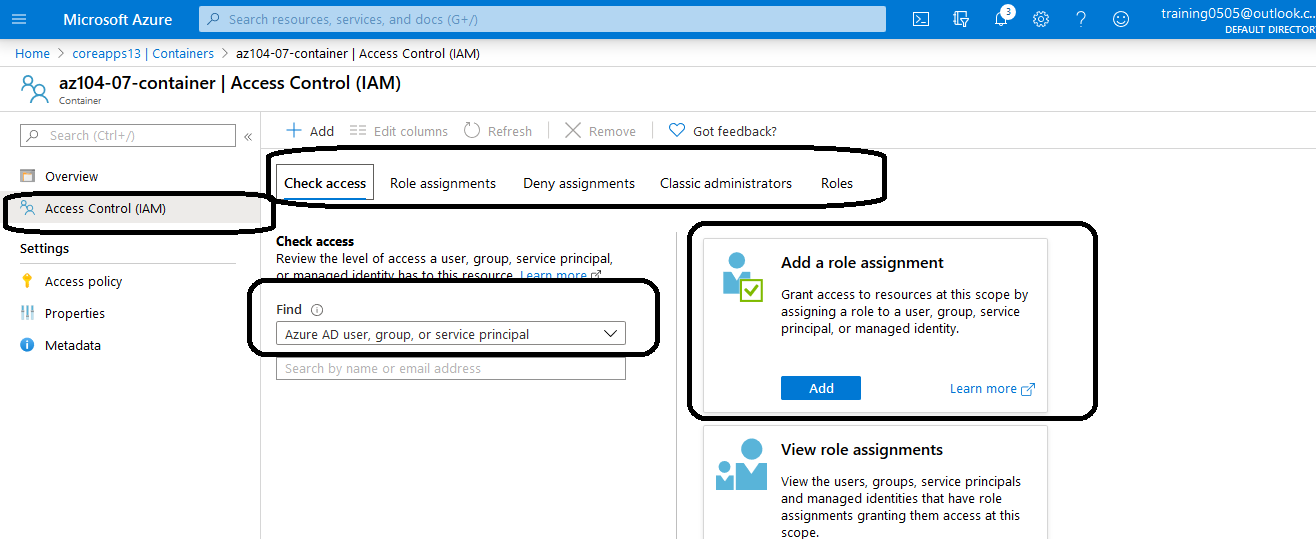 Microsoft Azure
Search resources, services, and docs (G+/)
3
training0505@outlook.c...
DEFAULT DIRECTOR
Home > coreapps13 | Containers > az104-07-container | Access Control (IAM)
az104-07-container | Access Control (IAM)
Container
Search (Ctrl+/)
«
Overview
Access Control (IAM)
Settings
Access policy
Properties
Metadata
Add
Edit columns
Refresh
Remove
Got feedback?
Check access
Role assignments
Deny assignments
Classic administrators
Roles
Check access
Review the level of access a user, group, service principal,
or managed identity has to this resource. Learn more
Find
Azure AD user, group, or service principal
Search by name or email address
Add a role assignment
Grant access to resources at this scope by
assigning a role to a user, group, service
principal, or managed identity.
Add
Learn more
View role assignments
View the users, groups, service principals
and managed identities that have role
assignments granting them access at this
scope.